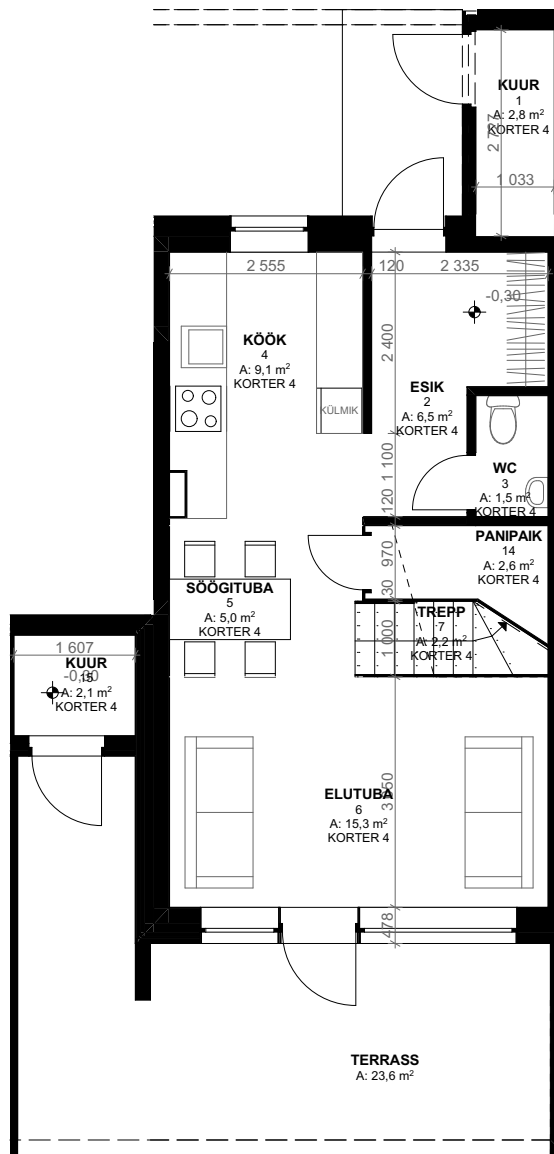 KUUR
1
A: 2,8 m²
KORTER 4
2 727
1 033
2 555
120
2 335
-0,30
KÖÖK
4
A: 9,1 m²
KORTER 4
2 400
ESIK
2
A: 6,5 m²
KORTER 4
KÜLMIK
1 100
WC
3
A: 1,5 m²
KORTER 4
120
PANIPAIK
14
A: 2,6 m²
KORTER 4
970
SÖÖGITUBA
5
A: 5,0 m²
KORTER 4
TREPP
7
A: 2,2 m²
KORTER 4
1 000
1 607
KUUR
15
A: 2,1 m²
KORTER 4
ELUTUBA
6
A: 15,3 m²
KORTER 4
478
TERRASS
A: 23,6 m²